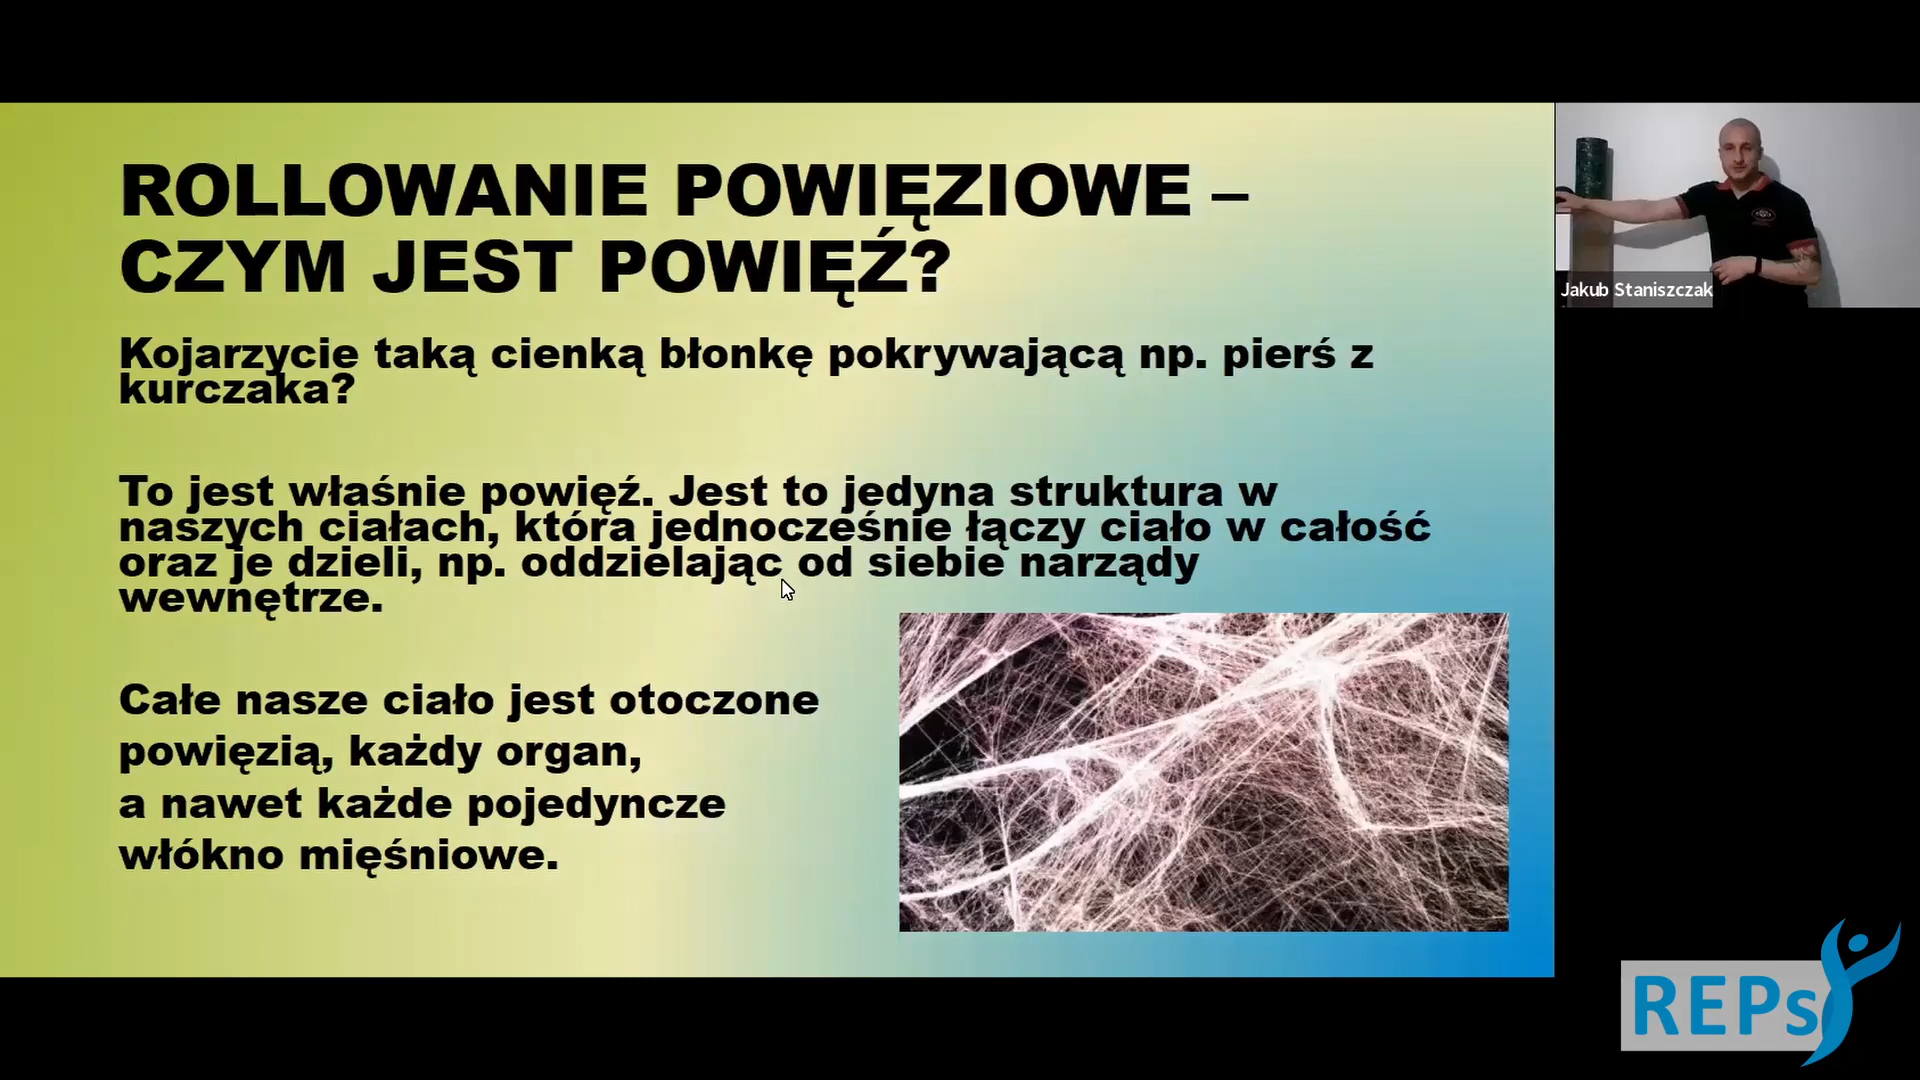 ROLLOWANIE POWIĘZIOWE –
CZYM JEST POWIĘŹ?
Kojarzycie taką cienką błonkę pokrywającą np. pierś z
kurczaka?
To jest właśnie powięź. Jest to jedyna struktura w
naszych ciałach, która jednocześnie łączy ciało w całość
oraz je dzieli, np. oddzielając od siebie narządy
wewnętrze.
Całe nasze ciało jest otoczone
powięzią, każdy organ,
a nawet każde pojedyncze
włókno mięśniowe.
Jakub Staniszczak
REPs